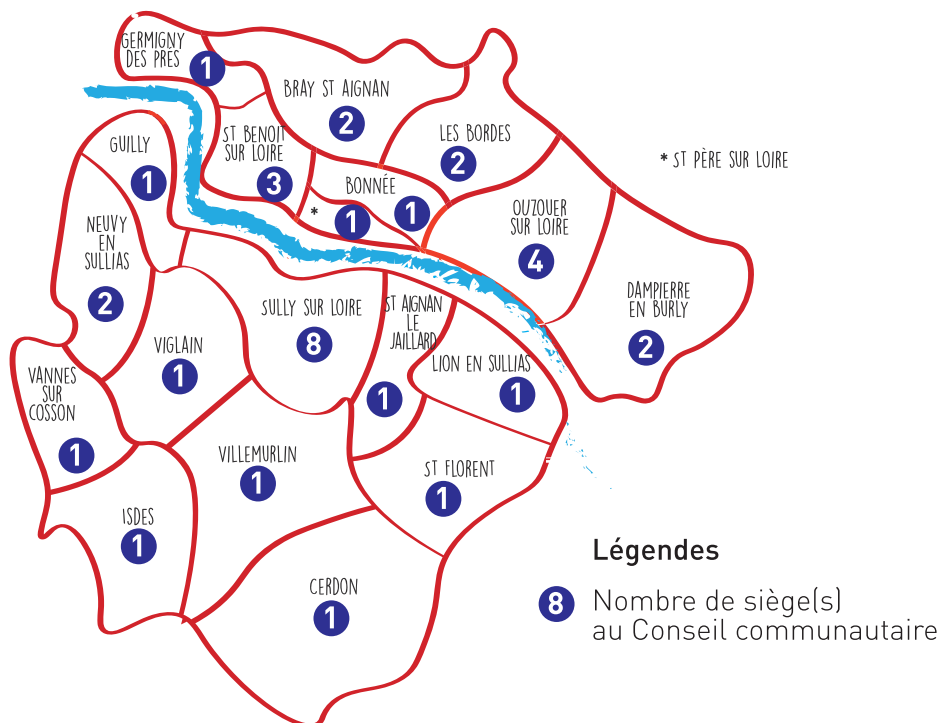 GERMIGNY
DES PRES
1
BRAY ST AIGNAN
2
LES BORDES
2
* ST PÈRE SUR LOIRE
GUILLY
1
ST BENOIT
SUR LOIRE
3
BONNÉE
1
*
1
OUZOUER
SUR LOIRE
4
NEUVY
EN
SULLIAS
2
DAMPIERRE
EN BURLY
2
SULLY SUR LOIRE
8
ST AIGNAN
LE
JAILLARD
1
VIGLAIN
1
LION EN SULLIAS
1
VANNES
SUR
COSSON
1
VILLEMURLIN
1
ST FLORENT
1
ISDES
1
CERDON
1
Légendes
8 Nombre de siège(s)
au Conseil communautaire